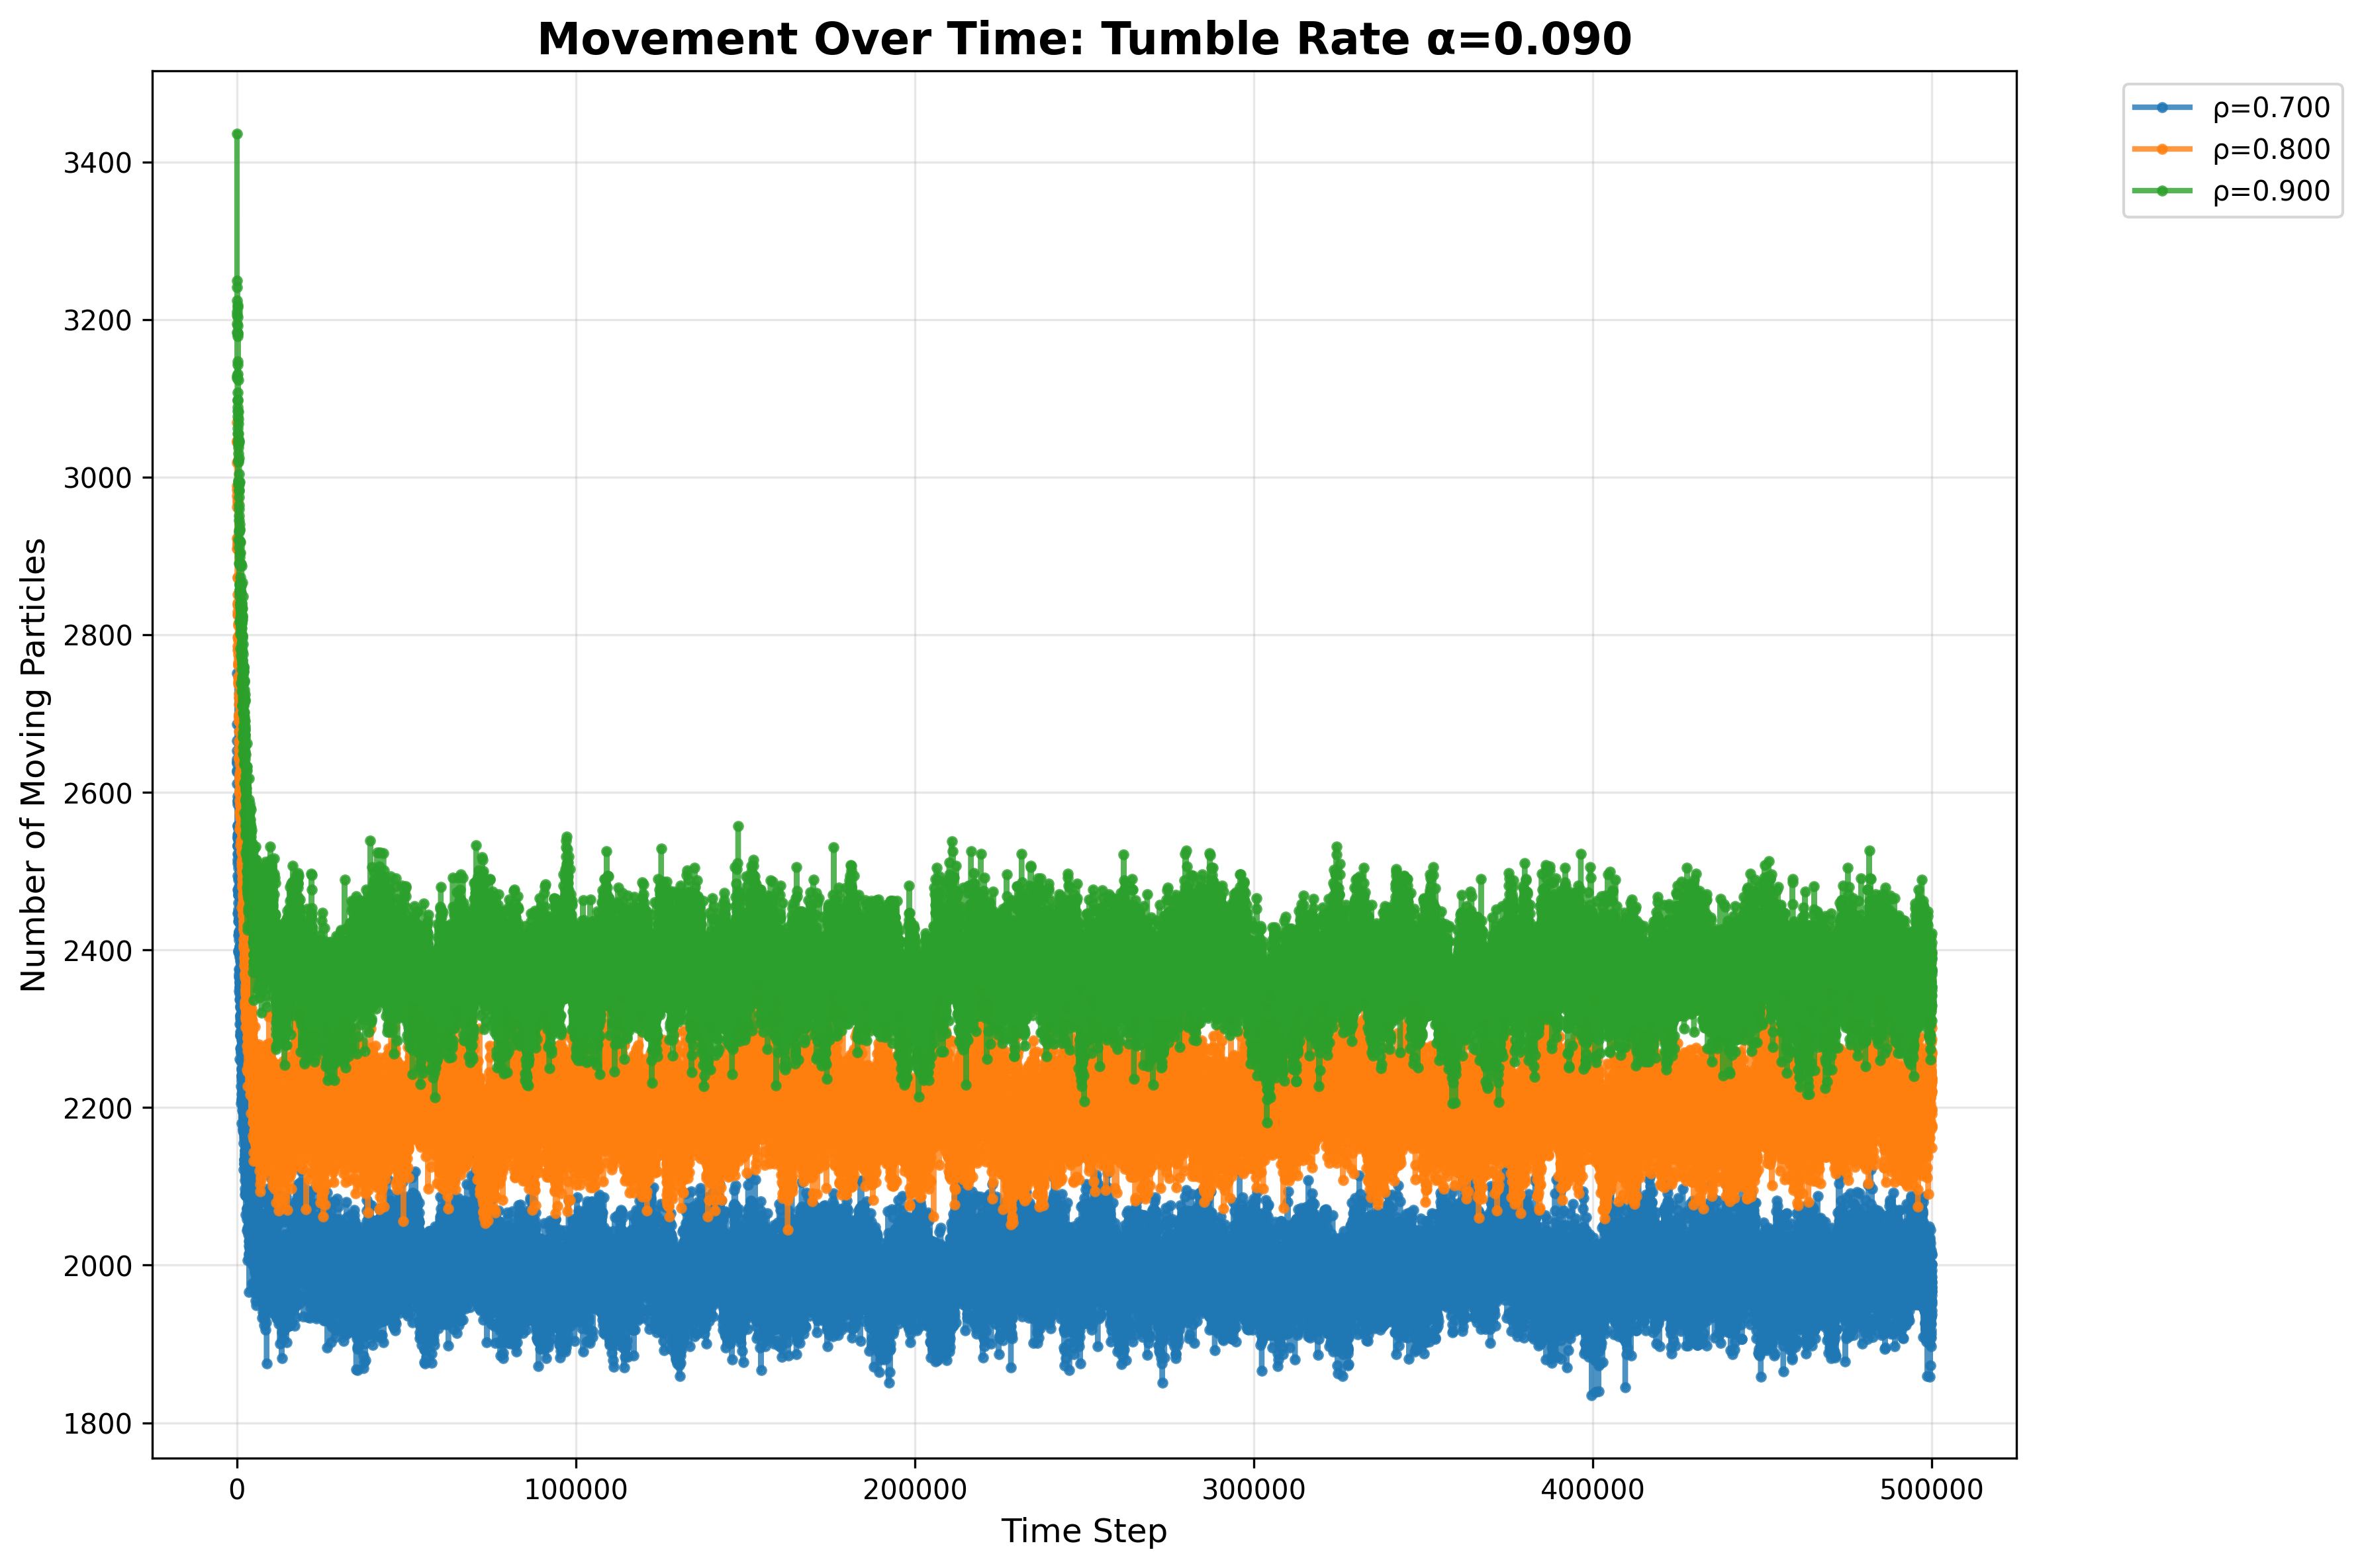 Movement Over Time: Tumble Rate α=0.090
ρ=0.700
ρ=0.800
ρ=0.900
Number of Moving Particles
3400
3200
3000
2800
2600
2400
2200
2000
1800
0
100000
200000
300000
400000
500000
Time Step